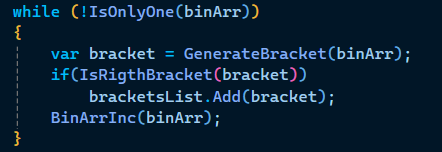 while (!IsOnlyOne(binArr))
{
var bracket = GenerateBracket(binArr);
if(IsRigthBracket(bracket))
bracketsList.Add(bracket);
BinArrInc(binArr);
}